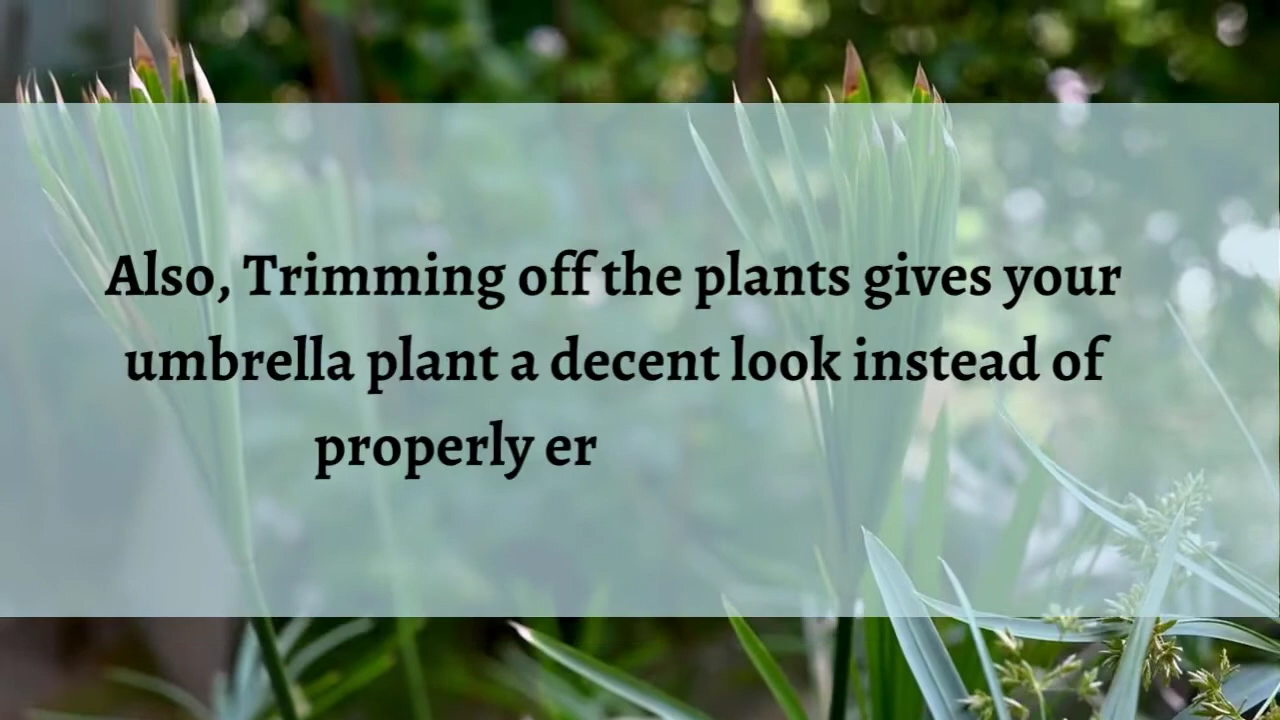 Also, Trimming off the plants gives your
umbrella plant a decent look instead of
properly er